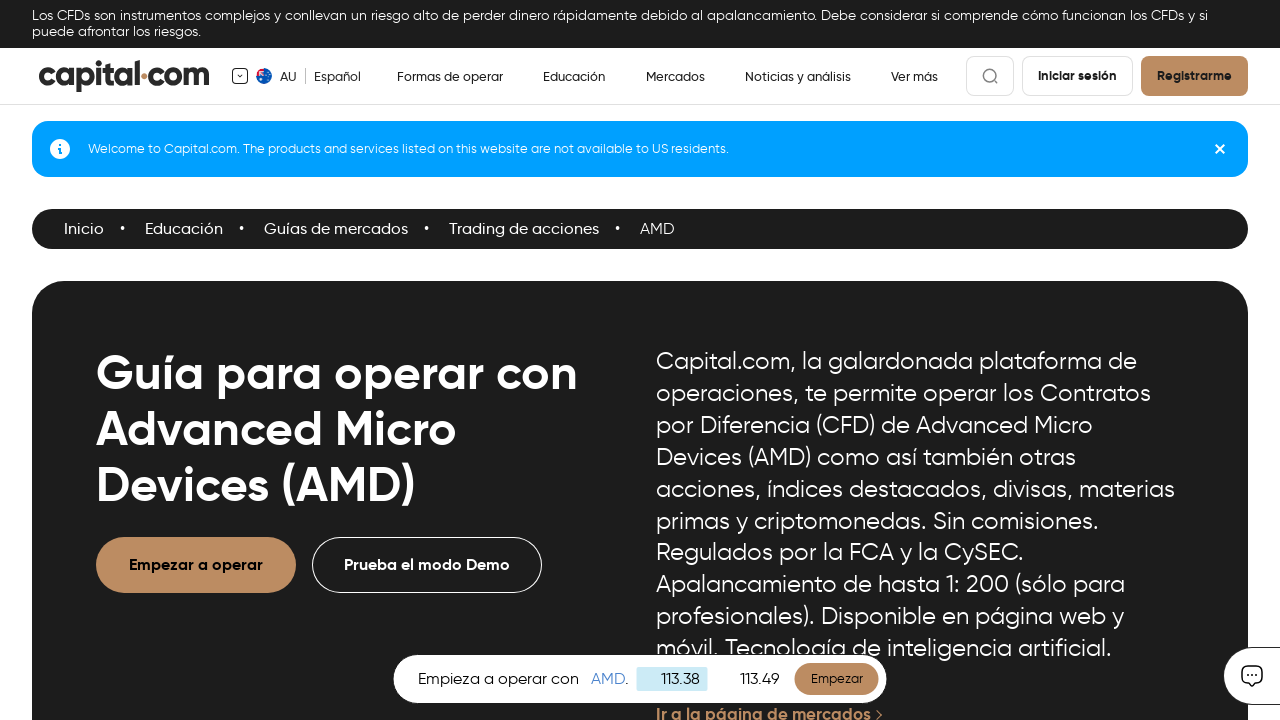 Los CFDs son instrumentos complejos y conllevan un riesgo alto de perder dinero rápidamente debido al apalancamiento. Debe considerar si comprende cómo funcionan los CFDs y si
puede afrontar los riesgos.
capital.com
AU
Español
Formas de operar
Educación
Mercados
Noticias y análisis
Ver más
Iniciar sesión
Registrarme
Welcome to Capital.com. The products and services listed on this website are not available to US residents.
Inicio • Educación • Guías de mercados • Trading de acciones • AMD
Guía para operar con
Advanced Micro
Devices (AMD)
Empezar a operar
Prueba el modo Demo
Capital.com, la galardonada plataforma de
operaciones, te permite operar los Contratos
por Diferencia (CFD) de Advanced Micro
Devices (AMD) como así también otras
acciones, índices destacados, divisas, materias
primas y criptomonedas. Sin comisiones.
Regulados por la FCA y la CySEC.
Apalancamiento de hasta 1: 200 (sólo para
profesionales). Disponible en página web y
móvil. Tecnología de inteligencia artificial.
Empieza a operar con AMD. 113.38 113.49 Empezar
Ir a la página de mercados